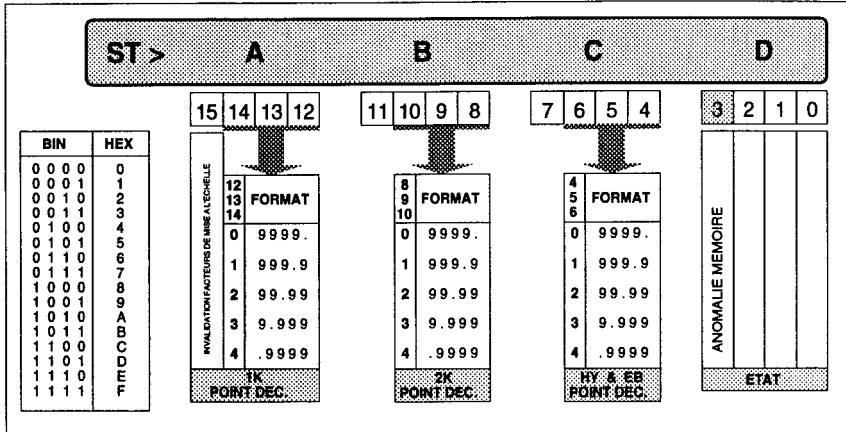 ST > A B C D
15 14 13 12 11 10 9 8 7 6 5 4 3 2 1 0
BIN HEX
0 0 0 0 0
0 0 0 1 1
0 0 1 0 2
0 0 1 1 3
0 1 0 0 4
0 1 0 1 5
0 1 1 0 6
0 1 1 1 7
1 0 0 0 8
1 0 0 1 9
1 0 1 0 A
1 0 1 1 B
1 1 0 0 C
1 1 0 1 D
1 1 1 0 E
1 1 1 1 F
INVALIDATION FACTEURS DE MISE A L'ECHELLE
12
13 FORMAT
14
0 9999.
1 999.9
2 99.99
3 9.999
4 .9999
1K
POINT DEC.
8
9 FORMAT
10
0 9999.
1 999.9
2 99.99
3 9.999
4 .9999
2K
POINT DEC.
4
5 FORMAT
6
0 9999.
1 999.9
2 99.99
3 9.999
4 .9999
HY & EB
POINT DEC.
ANOMALIE MEMOIRE
ETAT